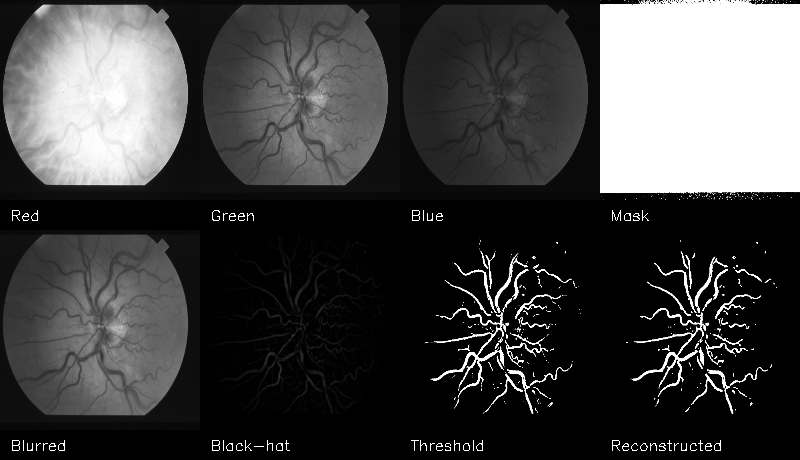 Red
Green
Blue
Mask
Blurred
Black-hat
Threshold
Reconstructed